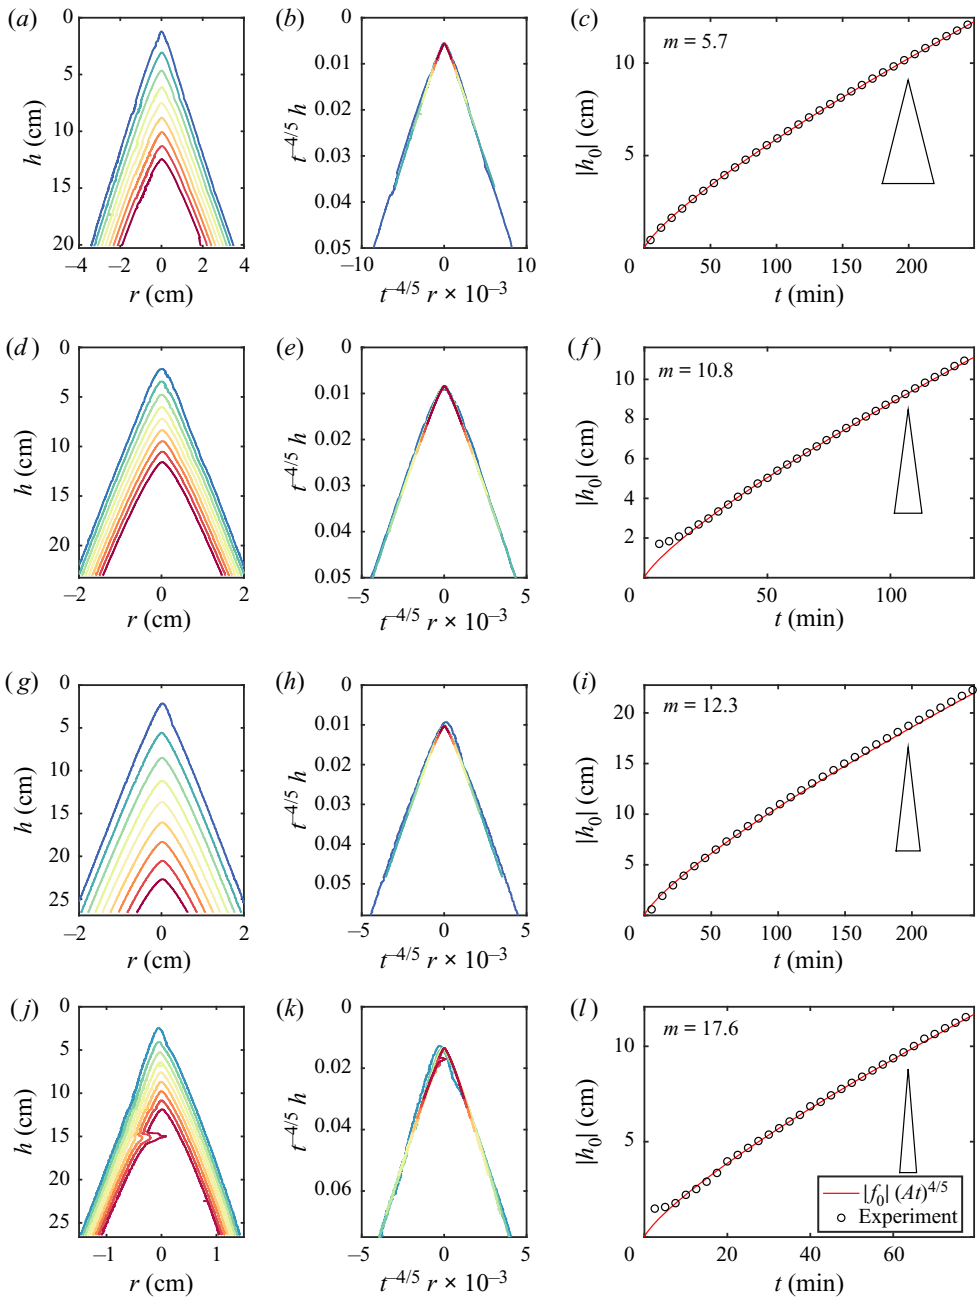 (a)
0
5
10
15
20
h (cm)
–4
–2
0
2
4
r (cm)
(b)
0
0.01
0.02
0.03
0.04
0.05
t^–4/5 h
–10
0
10
t^–4/5 r × 10^–3
(c)
m = 5.7
10
5
0
|h_0| (cm)
50
100
150
200
t (min)
(d)
0
5
10
15
20
h (cm)
–2
0
2
r (cm)
(e)
0
0.01
0.02
0.03
0.04
0.05
t^–4/5 h
–5
0
5
t^–4/5 r × 10^–3
(f)
m = 10.8
10
8
6
4
2
0
|h_0| (cm)
50
100
t (min)
(g)
0
5
10
15
20
25
h (cm)
–2
0
2
r (cm)
(h)
0
0.01
0.02
0.03
0.04
0.05
t^–4/5 h
–5
0
5
t^–4/5 r × 10^–3
(i)
m = 12.3
20
15
10
5
0
|h_0| (cm)
50
100
150
200
t (min)
(j)
0
5
10
15
20
25
h (cm)
–1
0
1
r (cm)
(k)
0
0.02
0.04
0.06
t^–4/5 h
–5
0
5
t^–4/5 r × 10^–3
(l)
m = 17.6
10
5
0
|h_0| (cm)
20
40
60
t (min)
|f_0| (At)^4/5
Experiment